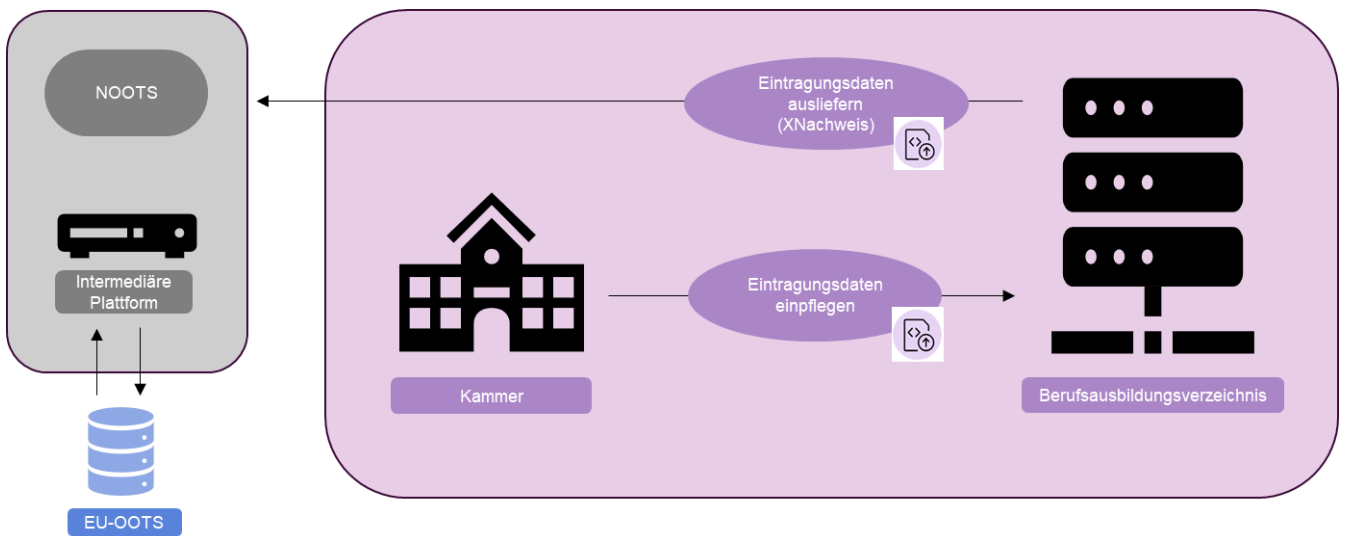 NOOTS
Eintragungsdaten
ausliefern
(XNachweis)
Intermediäre
Plattform
Eintragungsdaten
einpflegen
Kammer
Berufsausbildungsverzeichnis
EU-OOTS